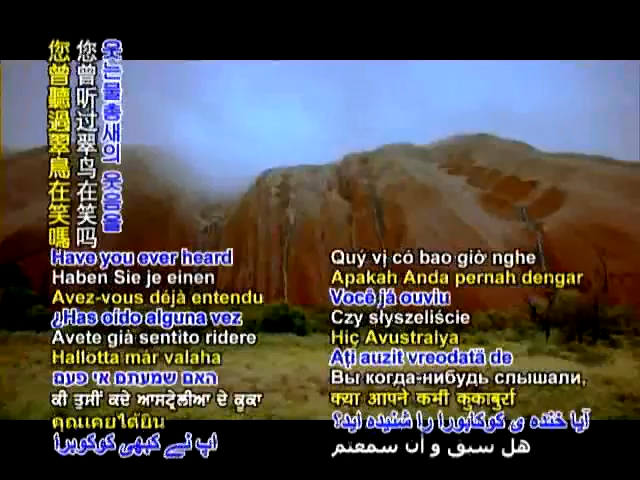 您曾聽過翠鳥在笑嗎
您曾听过翠鸟在笑吗
웃는물총새의 웃음을
Have you ever heard
Haben Sie je einen
Avez-vous déjà entendu
¿Has oído alguna vez
Avete già sentito ridere
Hallotta már valaha
האם שמעתם אי פעם
ਕੀ ਤੁਸੀਂ ਕਦੇ ਆਸਟ੍ਰੇਲੀਆ ਦੇ ਕੂਕਾ
คุณเคยได้ยิน
اپ نے کبھی کوکوبرا
Quý vị có bao giờ nghe
Apakah Anda pernah dengar
Você já ouviu
Czy słyszeliście
Hiç Avustralya
Aţi auzit vreodată de
Вы когда-нибудь слышали,
क्या आपने कभी कुकाबुर्रा
آیا خنده ی کوکابورا را شنیده اید؟
هل سبق و أن سمعتم